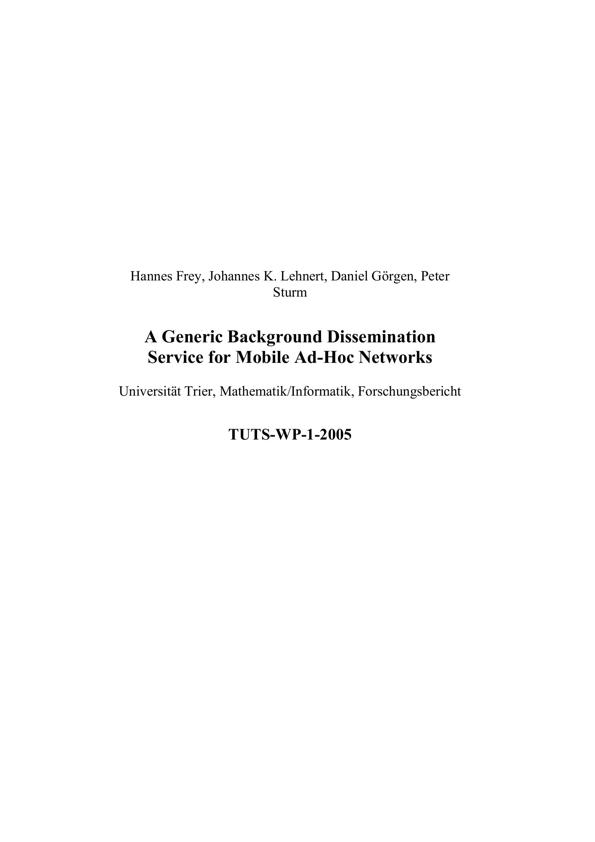 Hannes Frey, Johannes K. Lehnert, Daniel Görgen, Peter
Sturm
A Generic Background Dissemination
Service for Mobile Ad-Hoc Networks
Universität Trier, Mathematik/Informatik, Forschungsbericht
TUTS-WP-1-2005